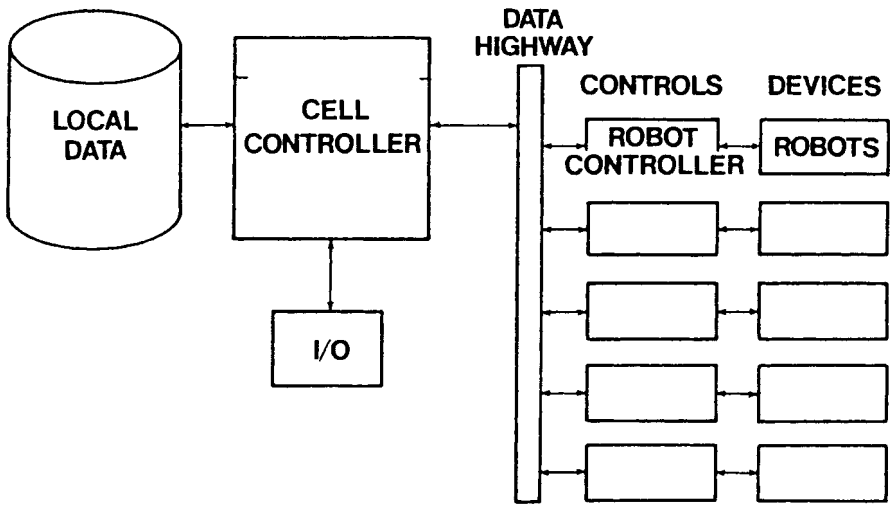 DATA
HIGHWAY
CONTROLS
DEVICES
LOCAL
DATA
CELL
CONTROLLER
ROBOT
CONTROLLER
ROBOTS
I/O